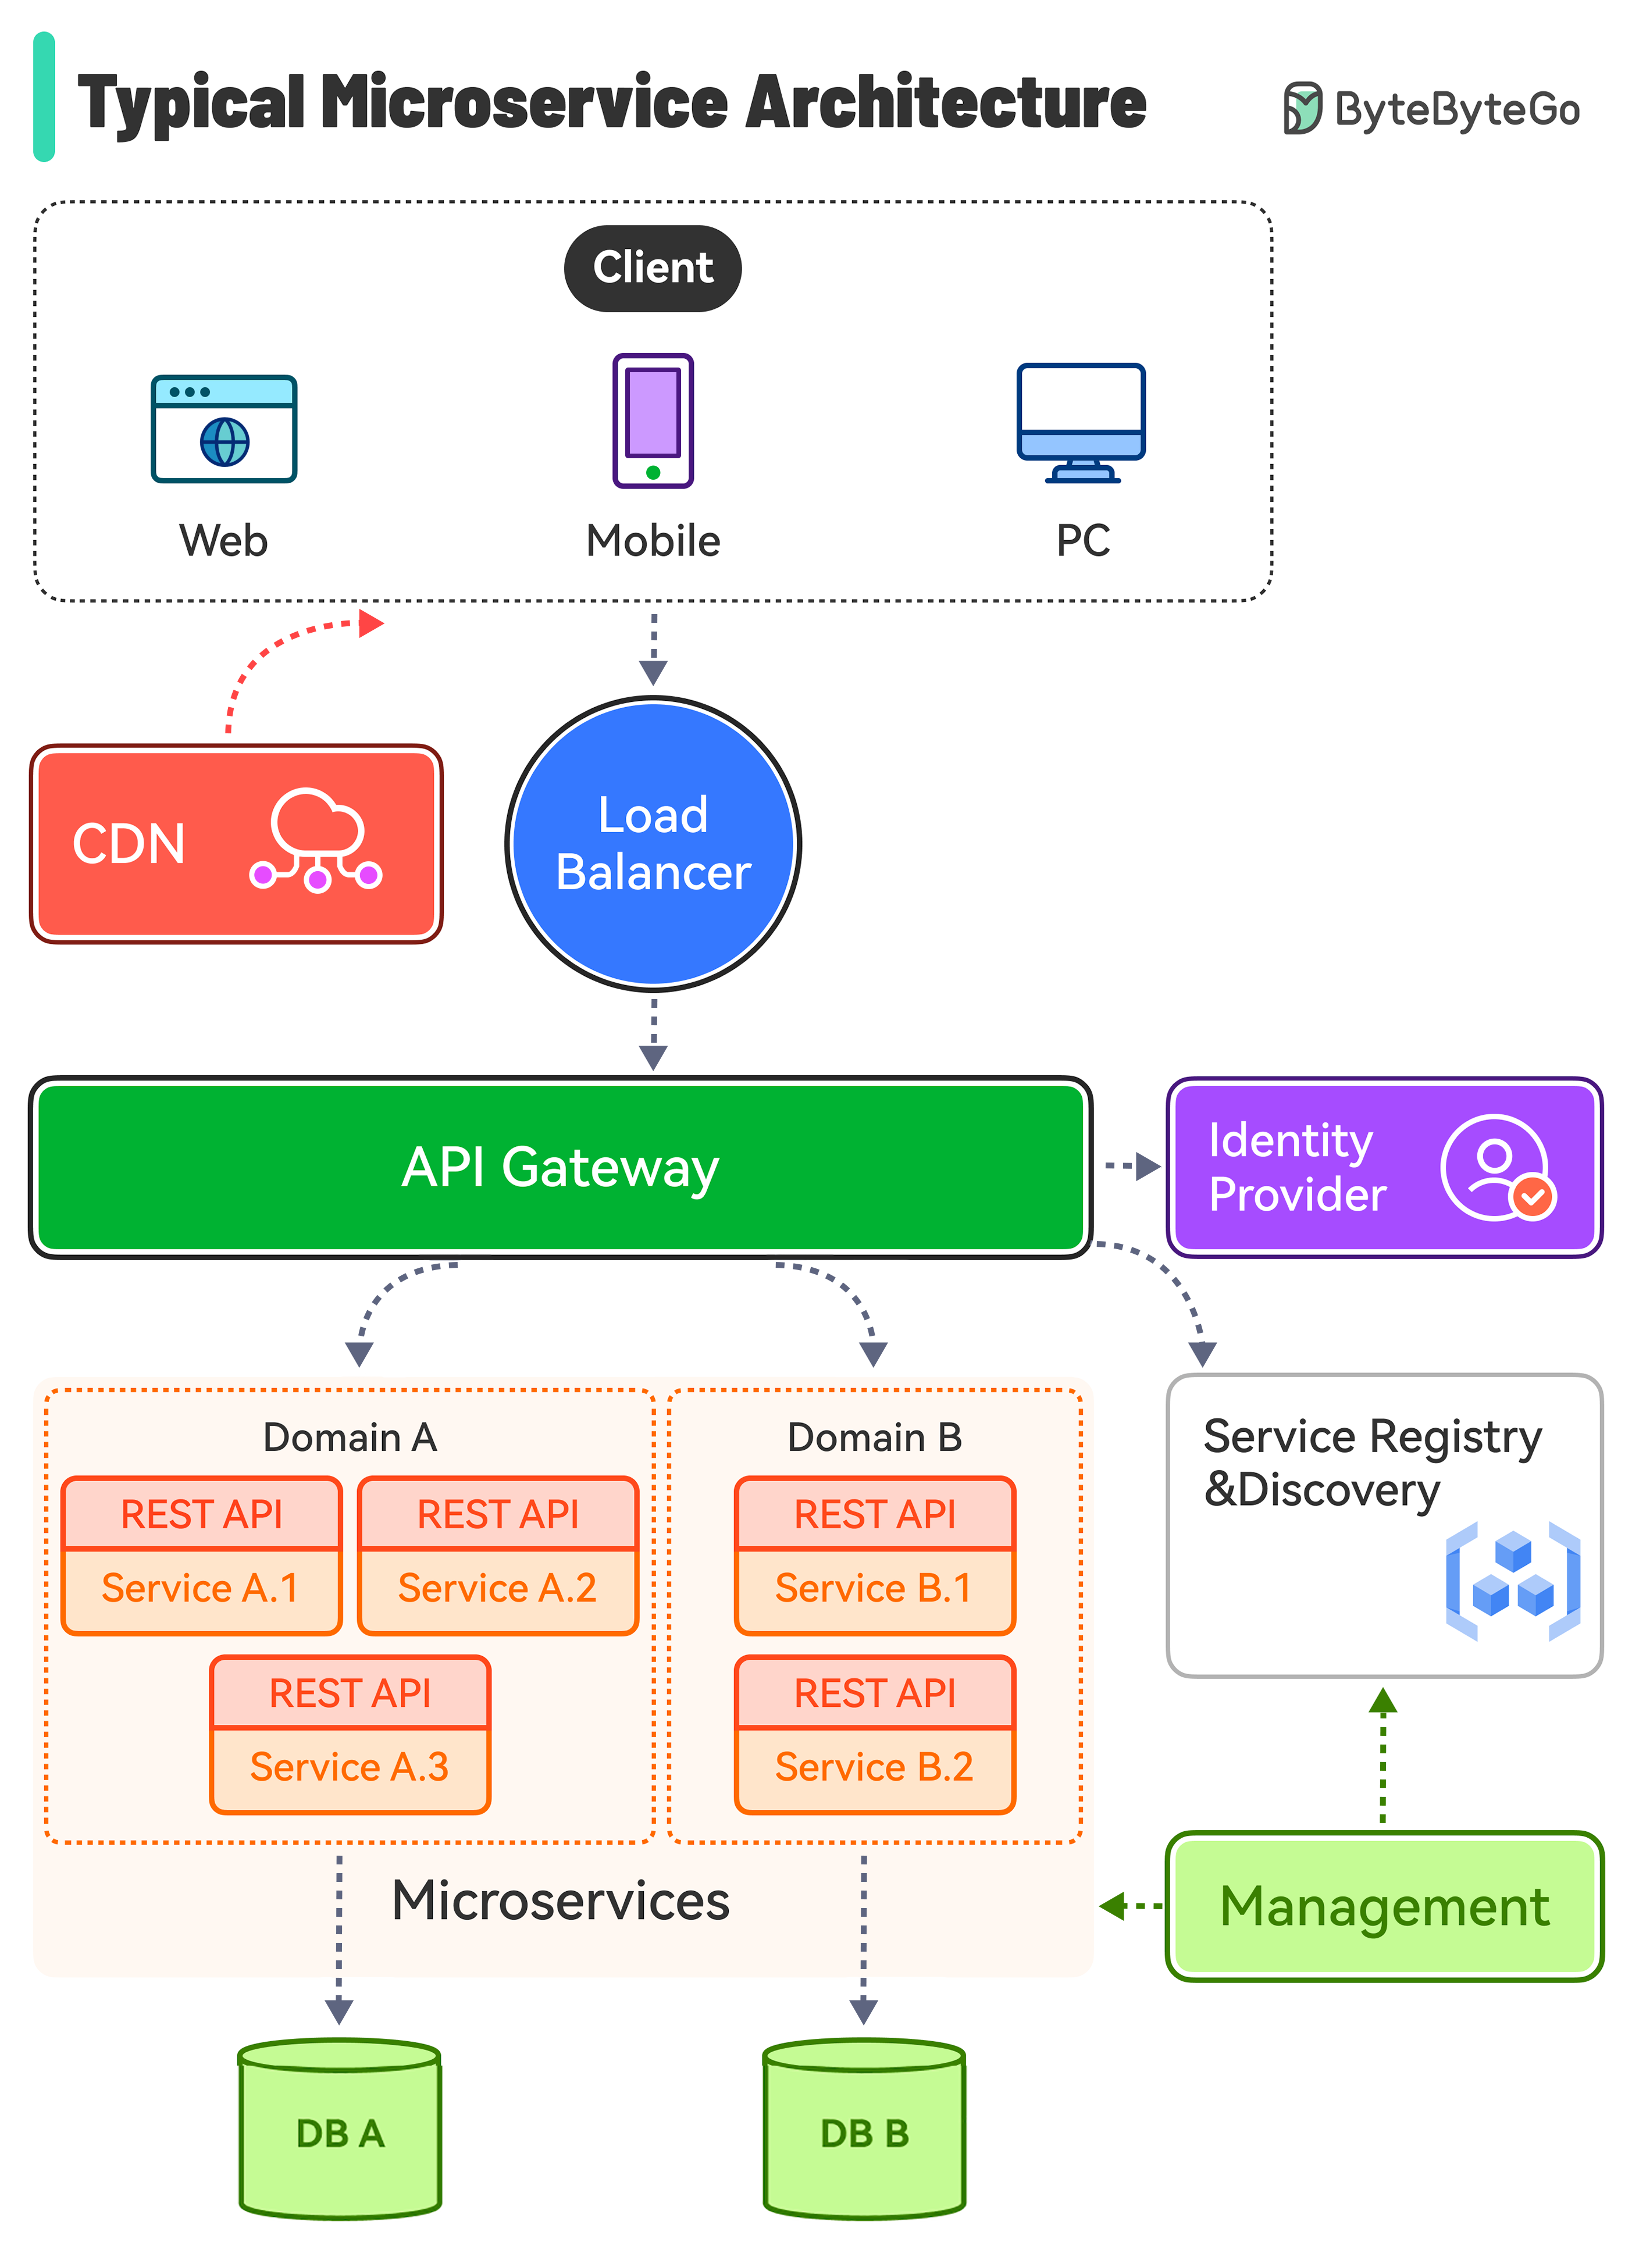 Typical Microservice Architecture
ByteByteGo
Client
Web
Mobile
PC
CDN
Load
Balancer
API Gateway
Identity
Provider
Domain A
REST API
Service A.1
REST API
Service A.2
REST API
Service A.3
Domain B
REST API
Service B.1
REST API
Service B.2
Service Registry
&Discovery
Microservices
Management
DB A
DB B